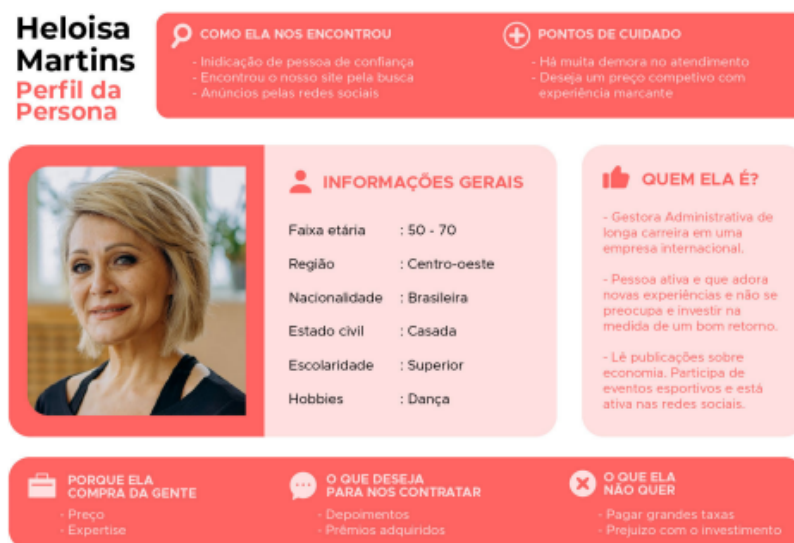 Heloisa
Martins
Perfil da
Persona
COMO ELA NOS ENCONTROU
- Inidicação de pessoa de confiança
- Encontrou o nosso site pela busca
- Anúncios pelas redes sociais
PONTOS DE CUIDADO
- Há muita demora no atendimento
- Deseja um preço competivo com
experiência marcante
INFORMAÇÕES GERAIS
Faixa etária : 50 - 70
Região : Centro-oeste
Nacionalidade : Brasileira
Estado civil : Casada
Escolaridade : Superior
Hobbies : Dança
QUEM ELA É?
- Gestora Administrativa de
longa carreira em uma
empresa internacional.
- Pessoa ativa e que adora
novas experiências e não se
preocupa e investir na
medida de um bom retorno.
- Lê publicações sobre
economia. Participa de
eventos esportivos e está
ativa nas redes sociais.
PORQUE ELA
COMPRA DA GENTE
- Preço
- Expertise
O QUE DESEJA
PARA NOS CONTRATAR
- Depoimentos
- Prêmios adquiridos
O QUE ELA
NÃO QUER
- Pagar grandes taxas
- Prejuizo com o investimento